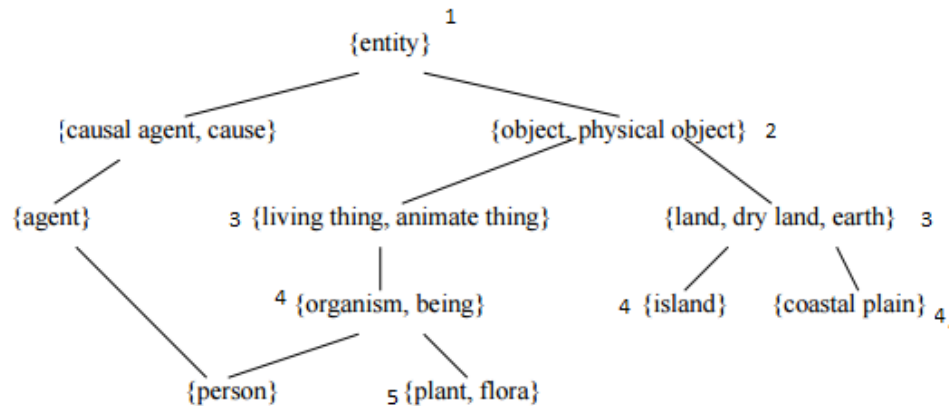 1
{entity}
{causal agent, cause} {object, physical object} 2
{agent} 3 {living thing, animate thing} {land, dry land, earth} 3
4 {organism, being} 4 {island} {coastal plain} 4
{person} 5 {plant, flora}